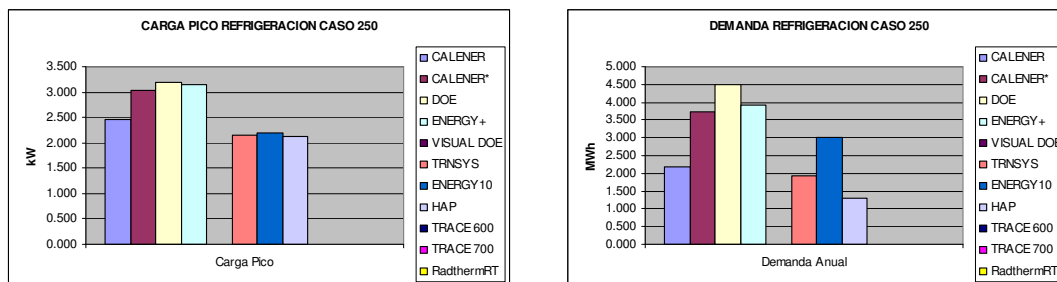 CARGA PICO REFRIGERACION CASO 250
kW
3.500
3.000
2.500
2.000
1.500
1.000
0.500
0.000
Carga Pico
CALENER
CALENER*
DOE
ENERGY+
VISUAL DOE
TRNSYS
ENERGY10
HAP
TRACE 600
TRACE 700
RadthermRT
DEMANDA REFRIGERACION CASO 250
MWh
5.000
4.500
4.000
3.500
3.000
2.500
2.000
1.500
1.000
0.500
0.000
Demanda Anual
CALENER
CALENER*
DOE
ENERGY+
VISUAL DOE
TRNSYS
ENERGY10
HAP
TRACE 600
TRACE 700
RadthermRT